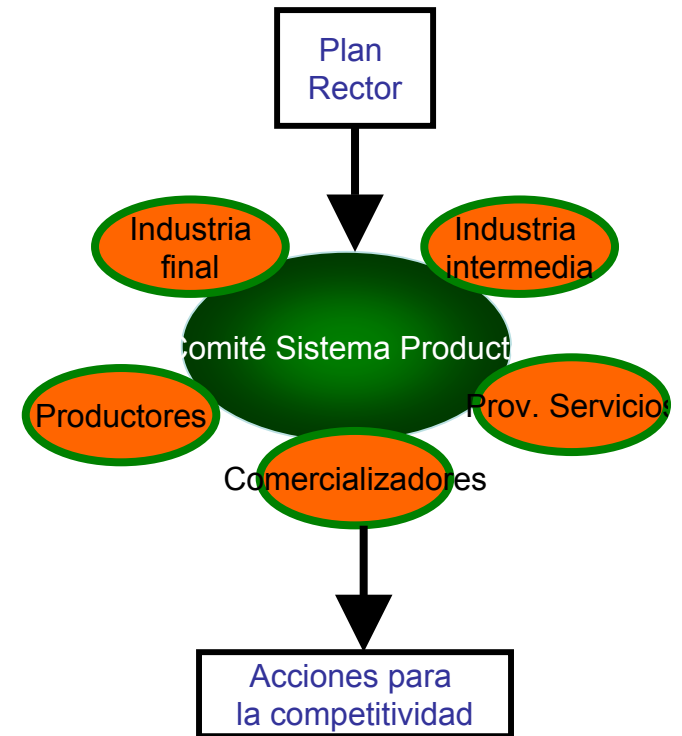 Plan
Rector
Industria
final
Industria
intermedia
Comité Sistema Product
Productores
Prov. Servicios
Comercializadores
Acciones para
la competitividad